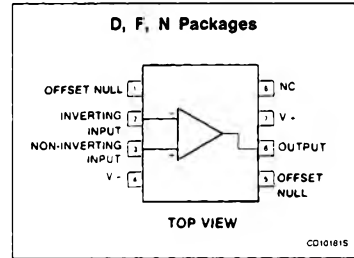 D, F, N Packages
OFFSET NULL 1
8 NC
INVERTING
INPUT 2
7 V +
NON-INVERTING
INPUT 3
6 OUTPUT
V - 4
5 OFFSET
NULL
TOP VIEW
CD10181S